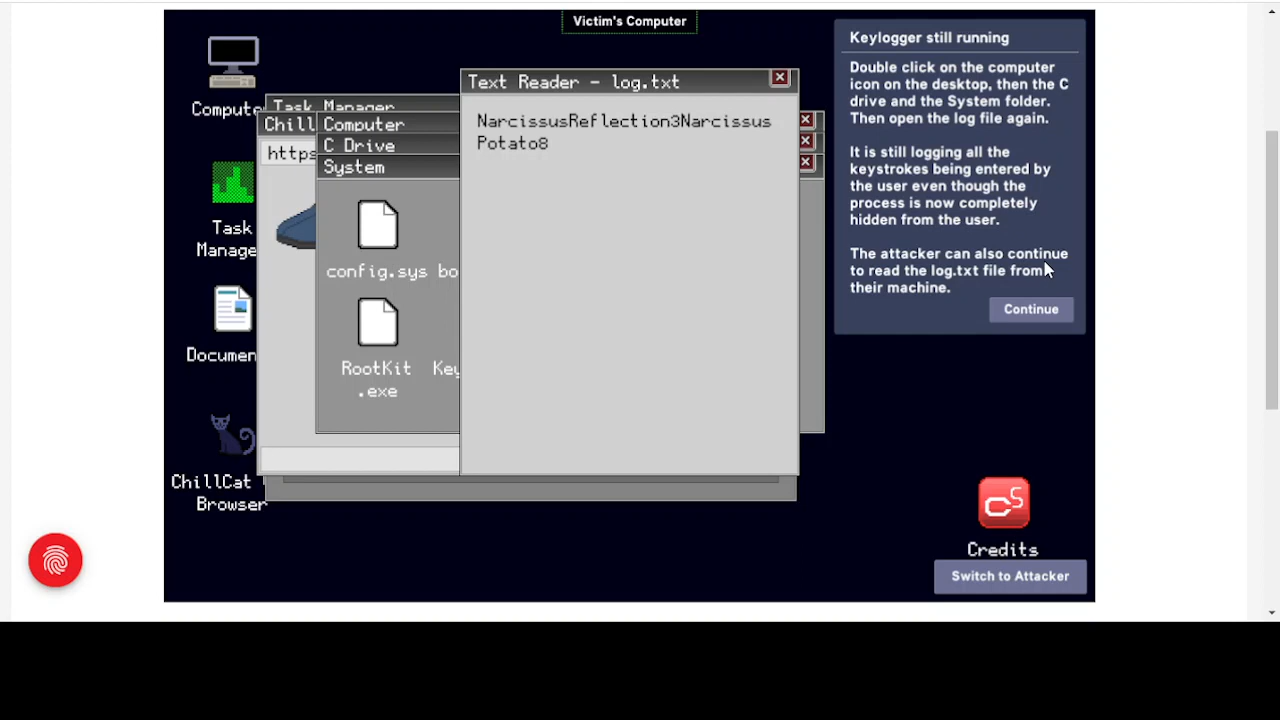 Victim's Computer
Keylogger still running
Double click on the computer
icon on the desktop, then the C
drive and the System folder.
Then open the log file again.
It is still logging all the
keystrokes being entered by
the user even though the
process is now completely
hidden from the user.
The attacker can also continue
to read the log.txt file from
their machine.
Continue
Text Reader - log.txt
NarcissusReflection3Narcissus
Potato8
Compute
Task Manager
Chill
Computer
https
C Drive
System
config.sys bo
RootKit Key
.exe
Task
Manage
Documen
ChillCat
Browser
CS
Credits
Switch to Attacker